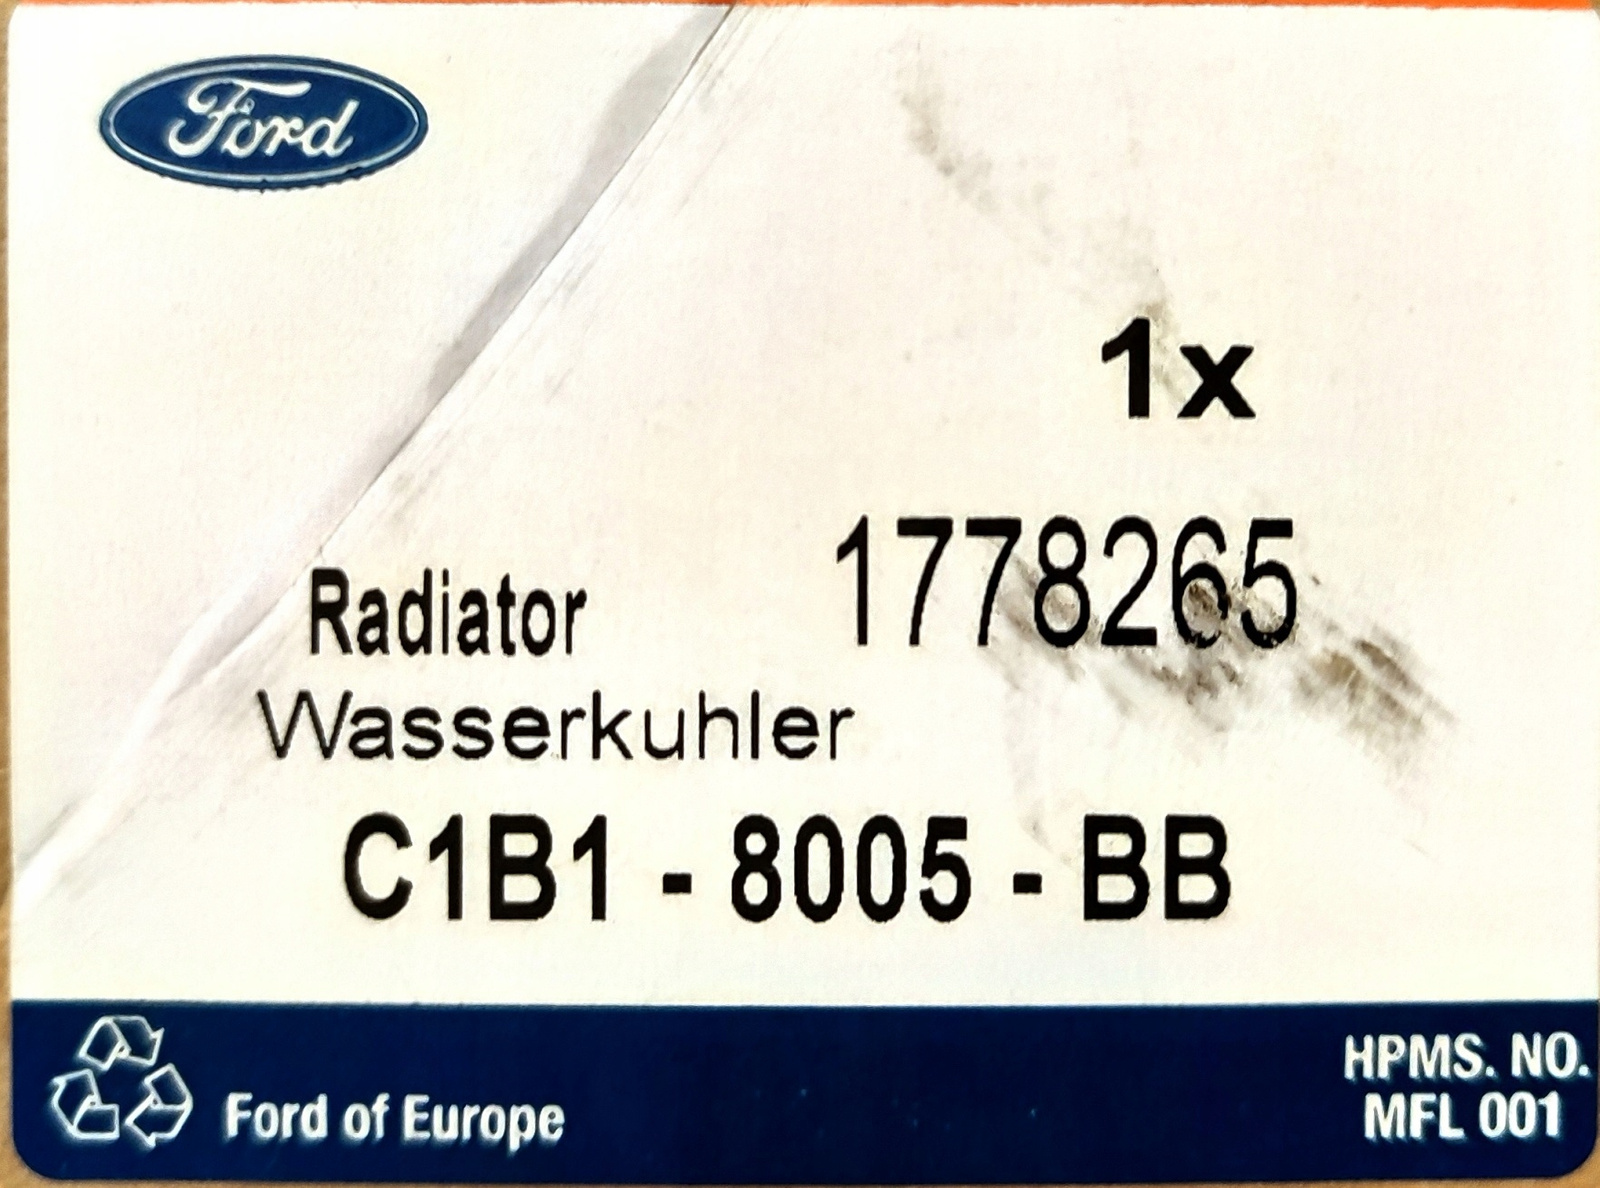 Ford
1x
Radiator 1778265
Wasserkuhler
C1B1 - 8005 - BB
HPMS. NO.
Ford of Europe MFL 001